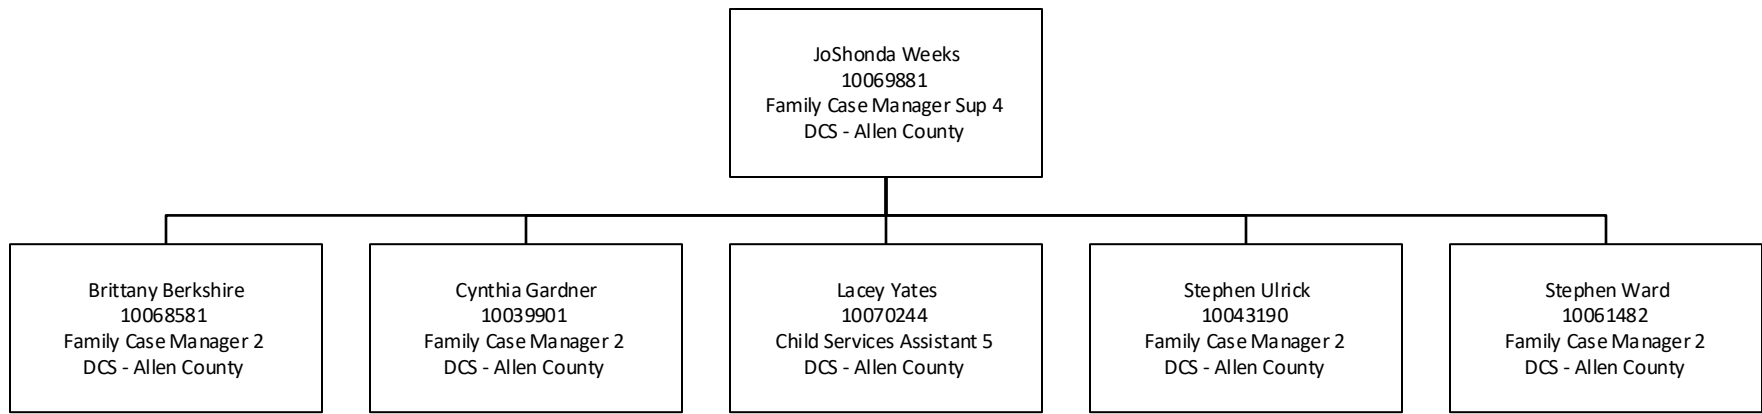 JoShonda Weeks
10069881
Family Case Manager Sup 4
DCS - Allen County
Brittany Berkshire
10068581
Family Case Manager 2
DCS - Allen County
Cynthia Gardner
10039901
Family Case Manager 2
DCS - Allen County
Lacey Yates
10070244
Child Services Assistant 5
DCS - Allen County
Stephen Ulrick
10043190
Family Case Manager 2
DCS - Allen County
Stephen Ward
10061482
Family Case Manager 2
DCS - Allen County